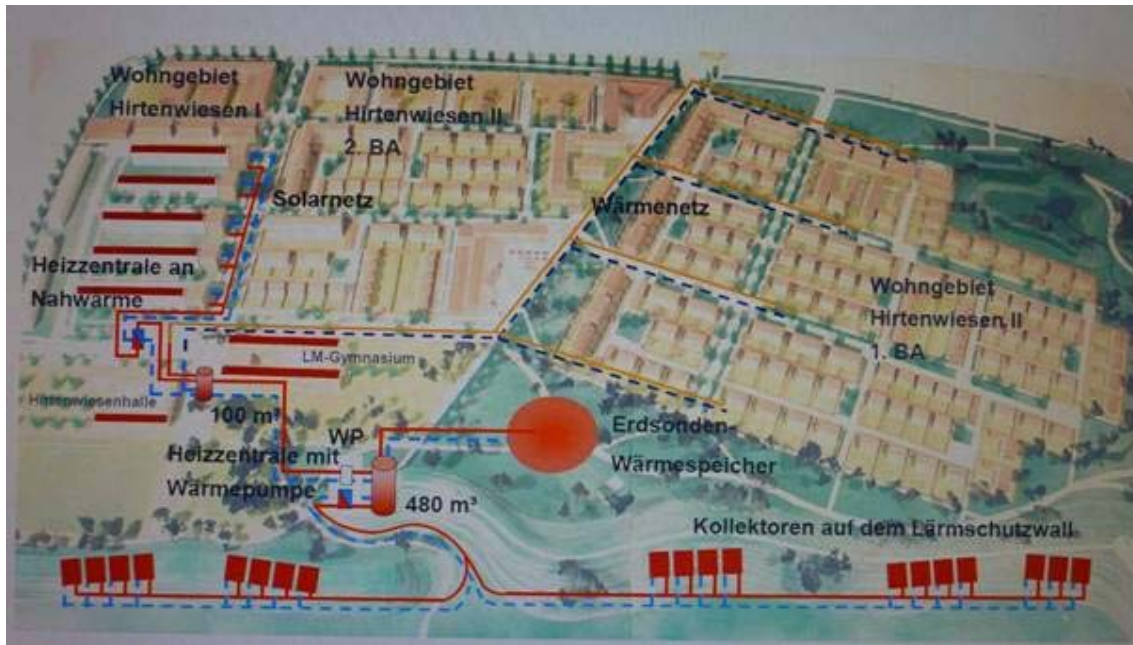 Wohngebiet
Hirtenwiesen I
Wohngebiet
Hirtenwiesen II
2. BA
Solarnetz
Wärmenetz
Heizzentrale an
Nahwärme
Wohngebiet
Hirtenwiesen II
1. BA
LM-Gymnasium
Hirtenwiesenhalle
100 m³
WP
Heizzentrale mit
Wärmepumpe
480 m³
Erdsonden-
Wärmespeicher
Kollektoren auf dem Lärmschutzwall